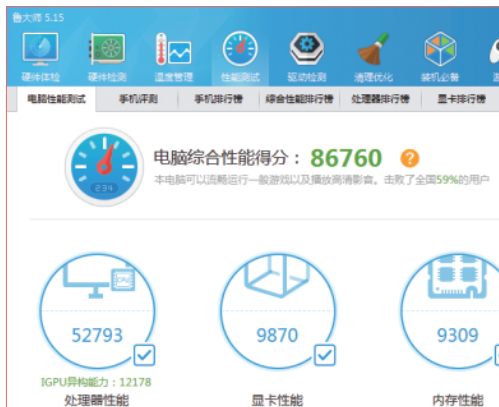 鲁大师 5.15
硬件体检 硬件检测 温度管理 性能测试 驱动检测 清理优化 装机必备
电脑性能测试 手机评测 手机排行榜 综合性能排行榜 处理器排行榜 显卡排行榜
电脑综合性能得分：86760 ?
本电脑可以流畅运行一般游戏以及播放高清影音。击败了全国59%的用户
234
52793 9870 9309
IGPU异构能力：12178
处理器性能 显卡性能 内存性能